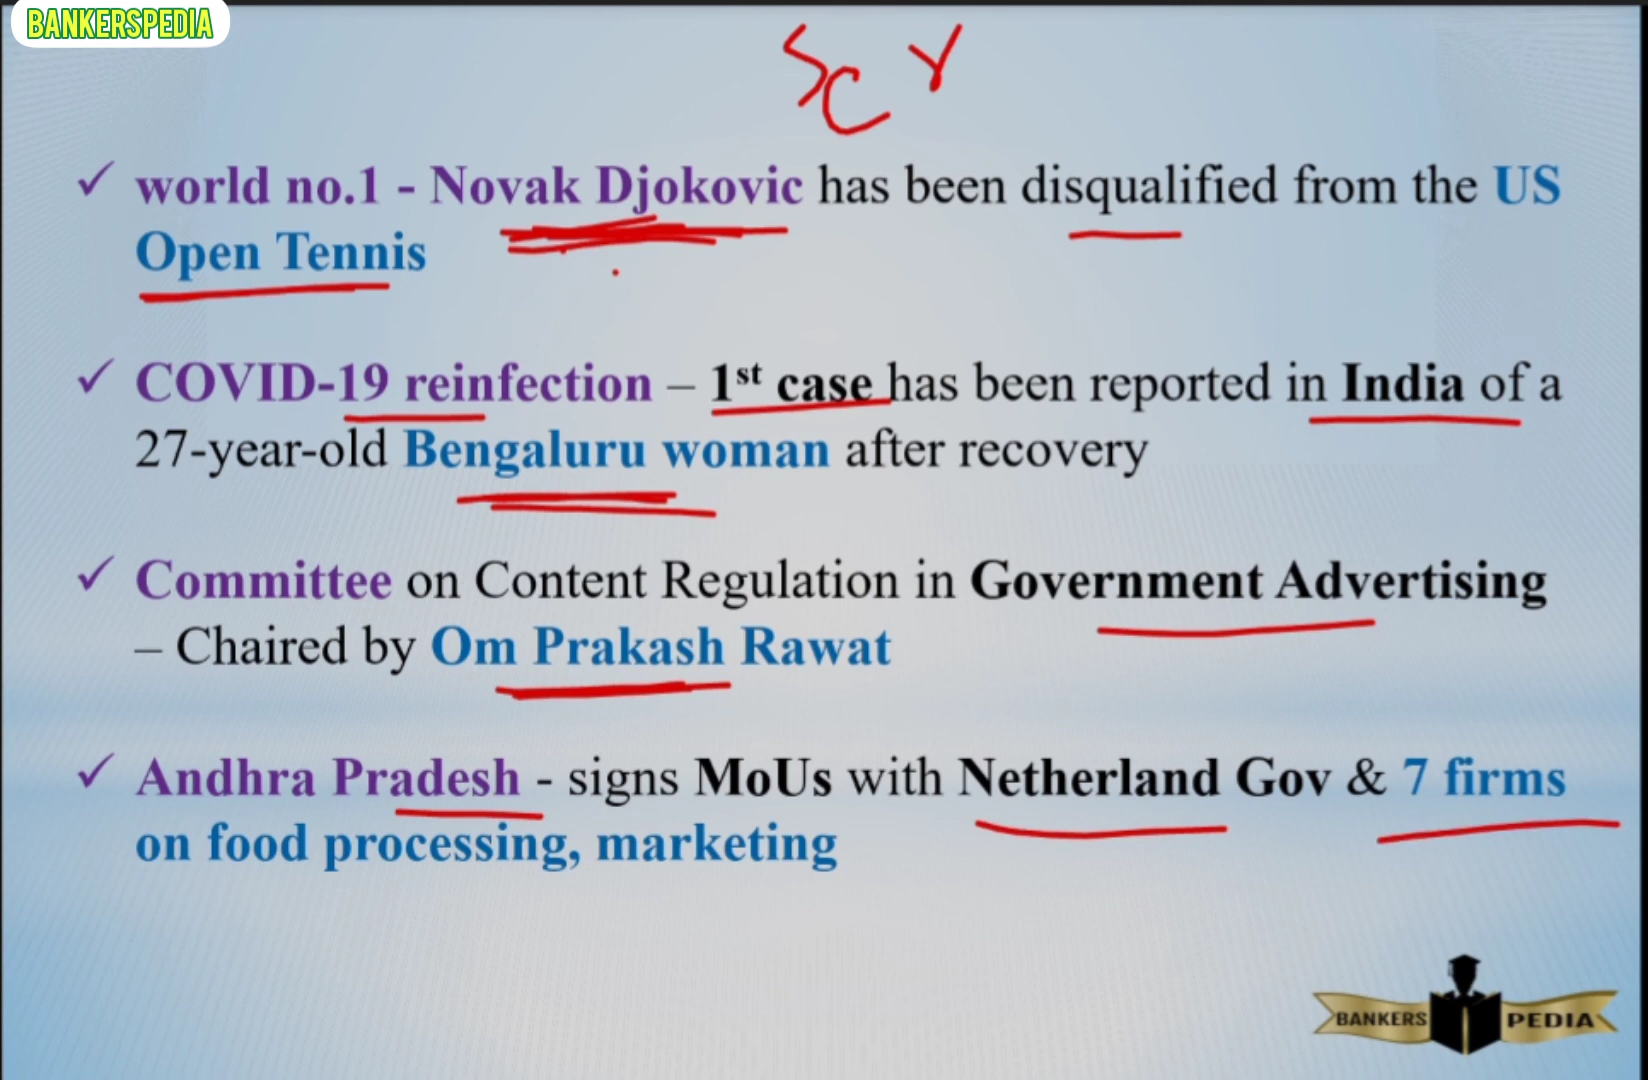 BANKERSPEDIA
✓ world no.1 - Novak Djokovic has been disqualified from the US
Open Tennis
✓ COVID-19 reinfection – 1st case has been reported in India of a
27-year-old Bengaluru woman after recovery
✓ Committee on Content Regulation in Government Advertising
– Chaired by Om Prakash Rawat
✓ Andhra Pradesh - signs MoUs with Netherland Gov & 7 firms
on food processing, marketing
BANKERS PEDIA